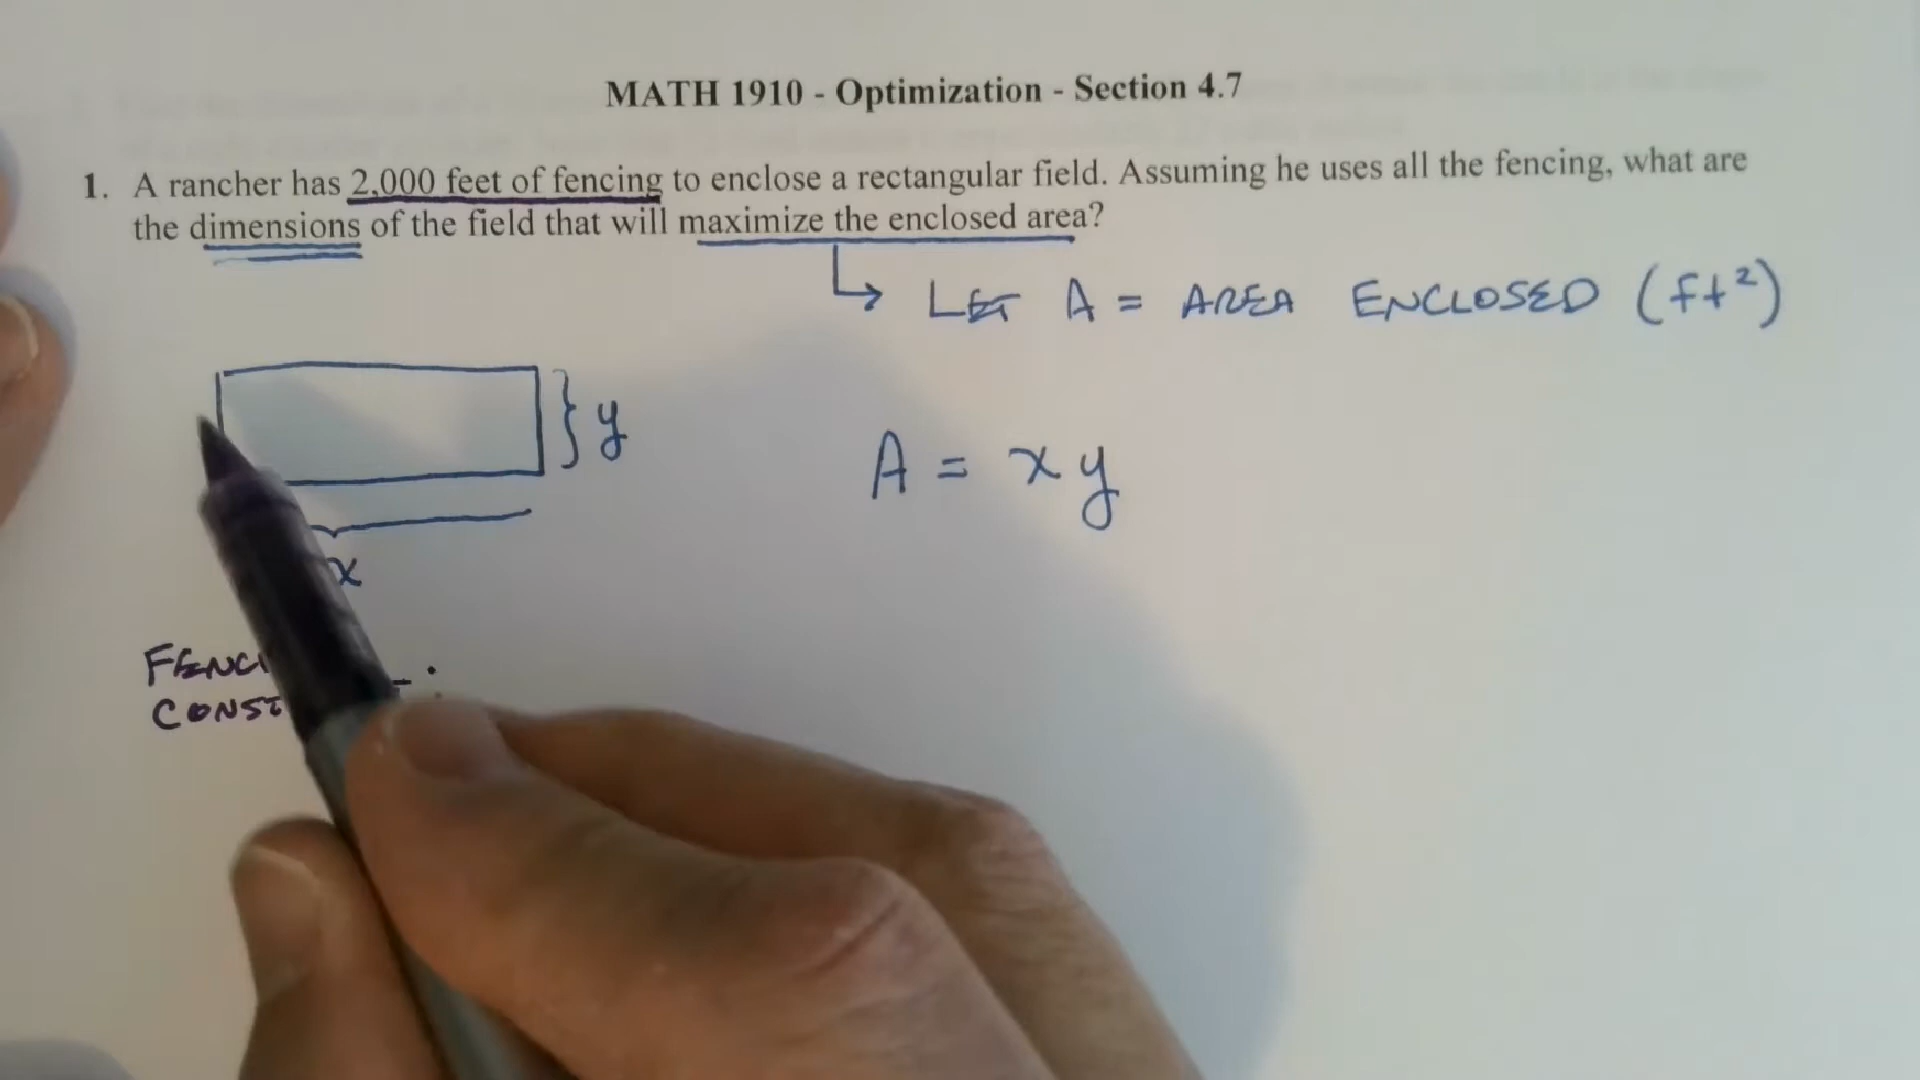 MATH 1910 - Optimization - Section 4.7
1. A rancher has 2,000 feet of fencing to enclose a rectangular field. Assuming he uses all the fencing, what are
the dimensions of the field that will maximize the enclosed area?
LET A = AREA ENCLOSED (ft²)
y
A = xy
x